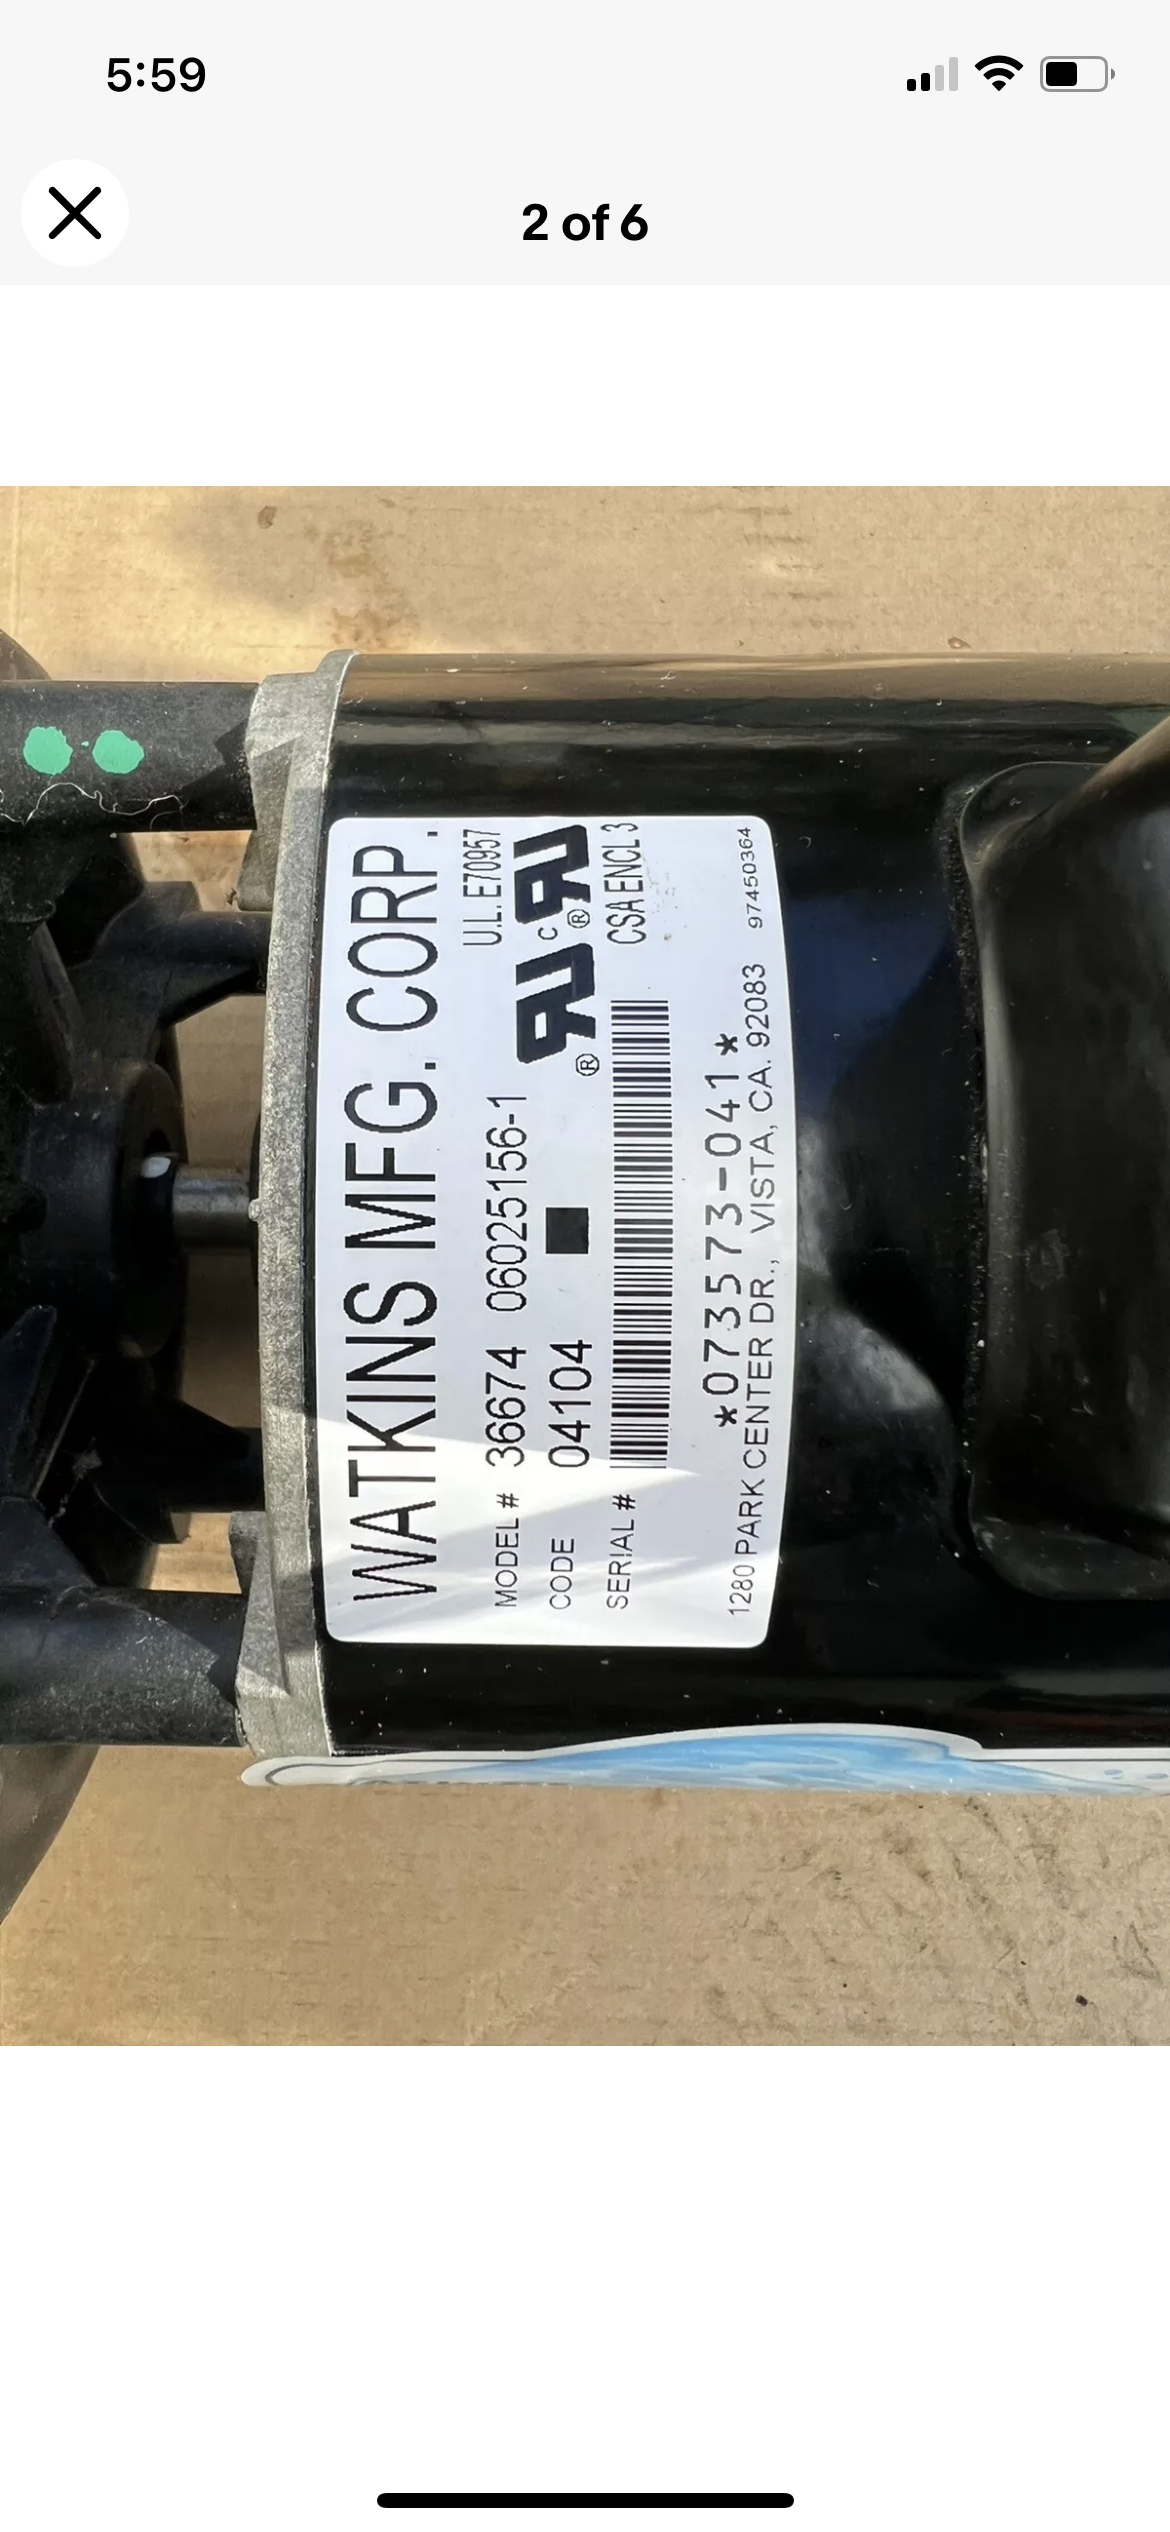 5:59
2 of 6
WATKINS MFG. CORP.
U.L. E70957
MODEL # 36674 06025156-1
CODE 04104
C
® ®
SERIAL # CSA ENCL 3
*073573-041*
1280 PARK CENTER DR., VISTA, CA. 92083 97450364